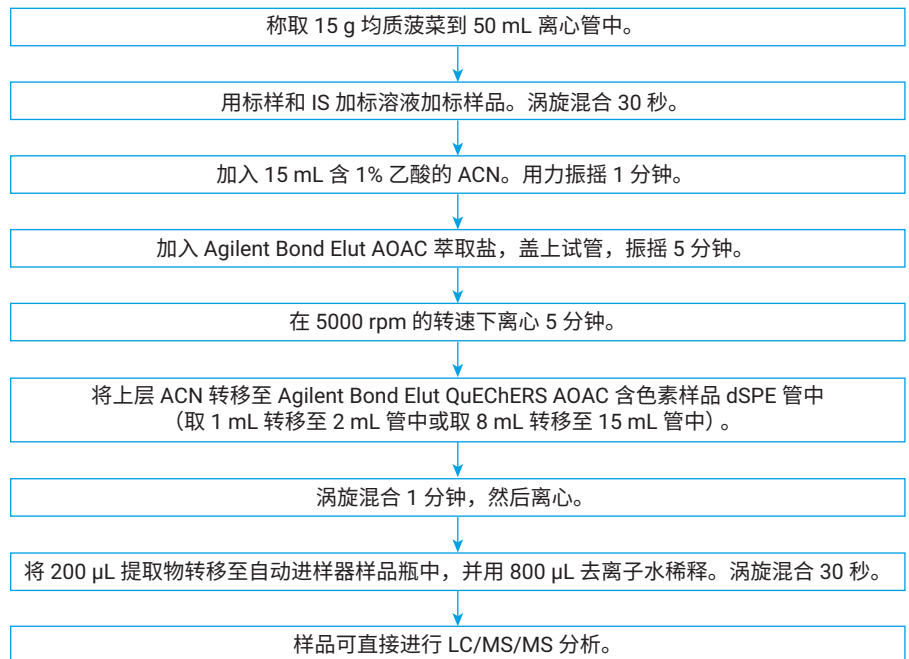 称取 15 g 均质菠菜到 50 mL 离心管中。
用标样和 IS 加标溶液加标样品。涡旋混合 30 秒。
加入 15 mL 含 1% 乙酸的 ACN。用力振摇 1 分钟。
加入 Agilent Bond Elut AOAC 萃取盐，盖上试管，振摇 5 分钟。
在 5000 rpm 的转速下离心 5 分钟。
将上层 ACN 转移至 Agilent Bond Elut QuEChERS AOAC 含色素样品 dSPE 管中
（取 1 mL 转移至 2 mL 管中或取 8 mL 转移至 15 mL 管中）。
涡旋混合 1 分钟，然后离心。
将 200 µL 提取物转移至自动进样器样品瓶中，并用 800 µL 去离子水稀释。涡旋混合 30 秒。
样品可直接进行 LC/MS/MS 分析。